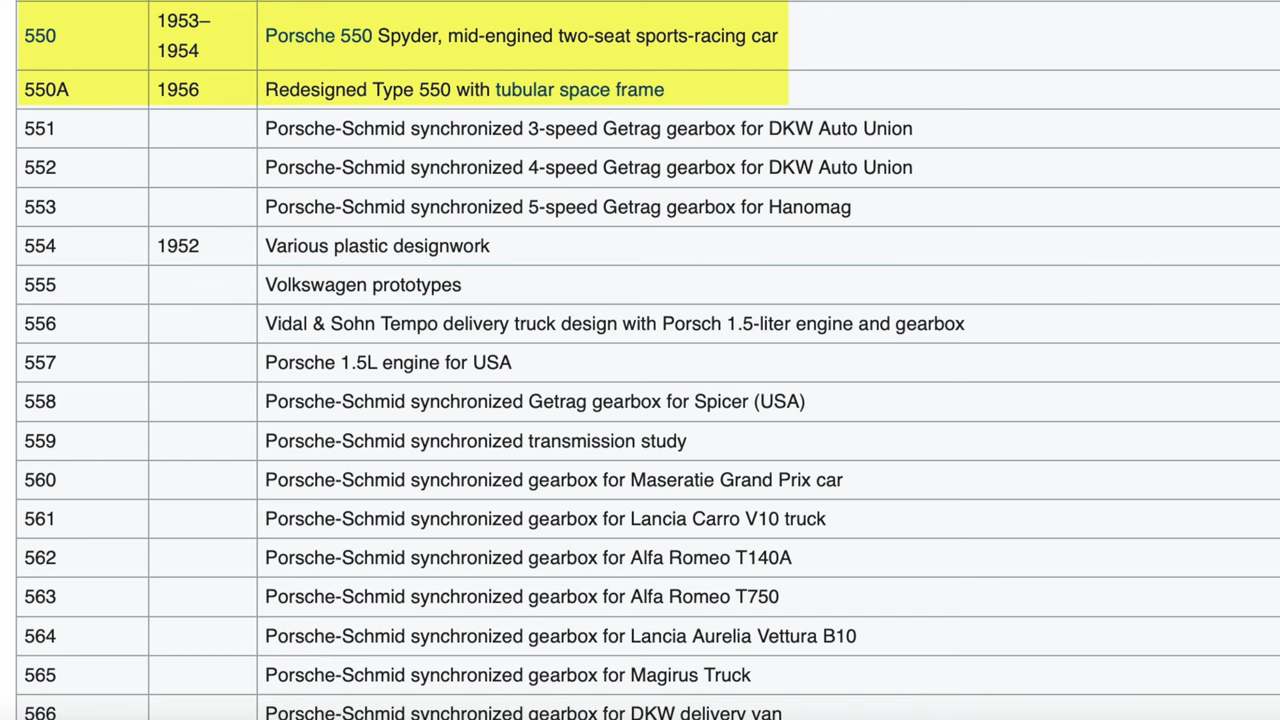 550 1953–1954 Porsche 550 Spyder, mid-engined two-seat sports-racing car
550A 1956 Redesigned Type 550 with tubular space frame
551 Porsche-Schmid synchronized 3-speed Getrag gearbox for DKW Auto Union
552 Porsche-Schmid synchronized 4-speed Getrag gearbox for DKW Auto Union
553 Porsche-Schmid synchronized 5-speed Getrag gearbox for Hanomag
554 1952 Various plastic designwork
555 Volkswagen prototypes
556 Vidal & Sohn Tempo delivery truck design with Porsch 1.5-liter engine and gearbox
557 Porsche 1.5L engine for USA
558 Porsche-Schmid synchronized Getrag gearbox for Spicer (USA)
559 Porsche-Schmid synchronized transmission study
560 Porsche-Schmid synchronized gearbox for Maseratie Grand Prix car
561 Porsche-Schmid synchronized gearbox for Lancia Carro V10 truck
562 Porsche-Schmid synchronized gearbox for Alfa Romeo T140A
563 Porsche-Schmid synchronized gearbox for Alfa Romeo T750
564 Porsche-Schmid synchronized gearbox for Lancia Aurelia Vettura B10
565 Porsche-Schmid synchronized gearbox for Magirus Truck
566 Porsche-Schmid synchronized gearbox for DKW delivery van